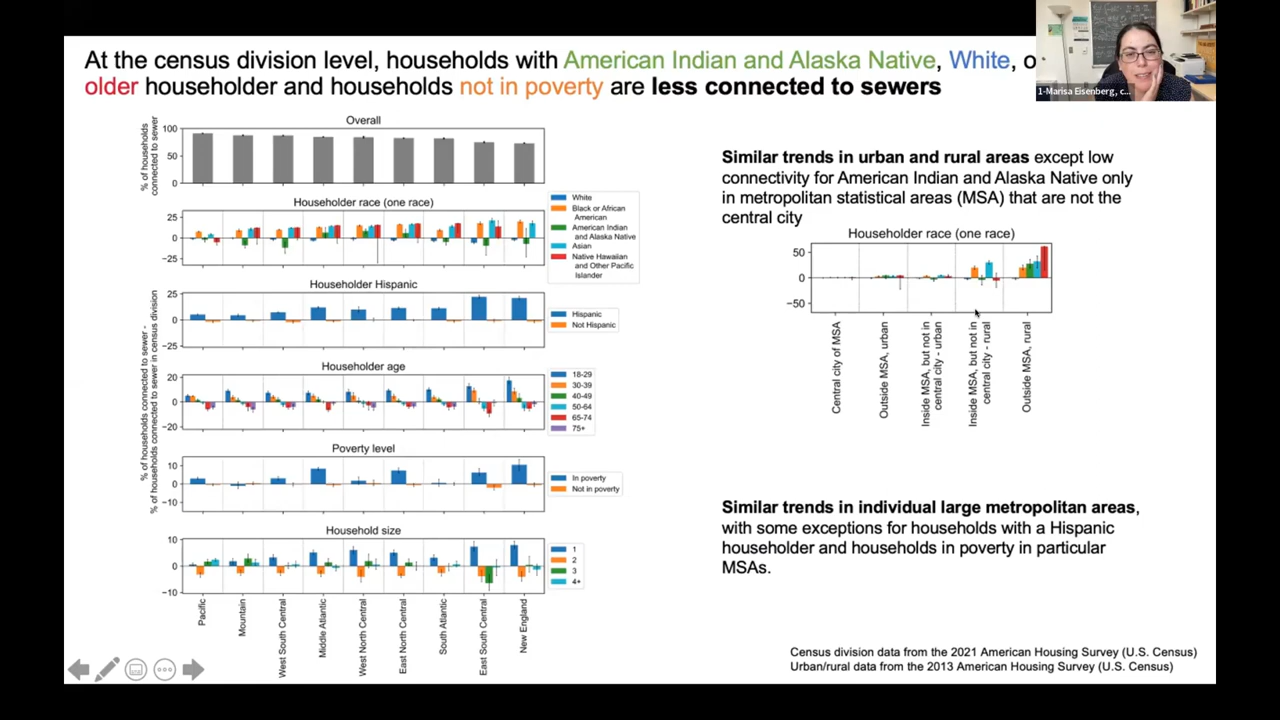 At the census division level, households with American Indian and Alaska Native, White, o
older householder and households not in poverty are less connected to sewers
1-Marisa Eisenberg, c...
Overall
% of households
connected to sewer
100
50
0
Householder race (one race)
25
0
−25
White
Black or African
American
American Indian
and Alaska Native
Asian
Native Hawaiian
and Other Pacific
Islander
Householder Hispanic
25
0
−25
Hispanic
Not Hispanic
% of households connected to sewer -
% of households connected to sewer in census division
Householder age
20
0
−20
18-29
30-39
40-49
50-64
65-74
75+
Poverty level
10
0
−10
In poverty
Not in poverty
Household size
10
0
−10
1
2
3
4+
Pacific
Mountain
West South Central
Middle Atlantic
West North Central
East North Central
South Atlantic
East South Central
New England
Similar trends in urban and rural areas except low
connectivity for American Indian and Alaska Native only
in metropolitan statistical areas (MSA) that are not the
central city
Householder race (one race)
50
0
−50
Central city of MSA
Outside MSA, urban
Inside MSA, but not in
central city - urban
Inside MSA, but not in
central city - rural
Outside MSA, rural
Similar trends in individual large metropolitan areas,
with some exceptions for households with a Hispanic
householder and households in poverty in particular
MSAs.
Census division data from the 2021 American Housing Survey (U.S. Census)
Urban/rural data from the 2013 American Housing Survey (U.S. Census)